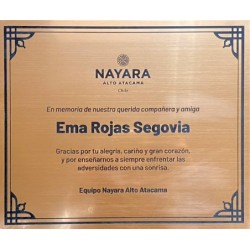 NAYARA
ALTO ATACAMA
CHILE
En memoria de nuestra querida compañera y amiga
Ema Rojas Segovia
Gracias por tu alegría, cariño y gran corazón,
y por enseñarnos a siempre enfrentar las
adversidades con una sonrisa.
Equipo Nayara Alto Atacama